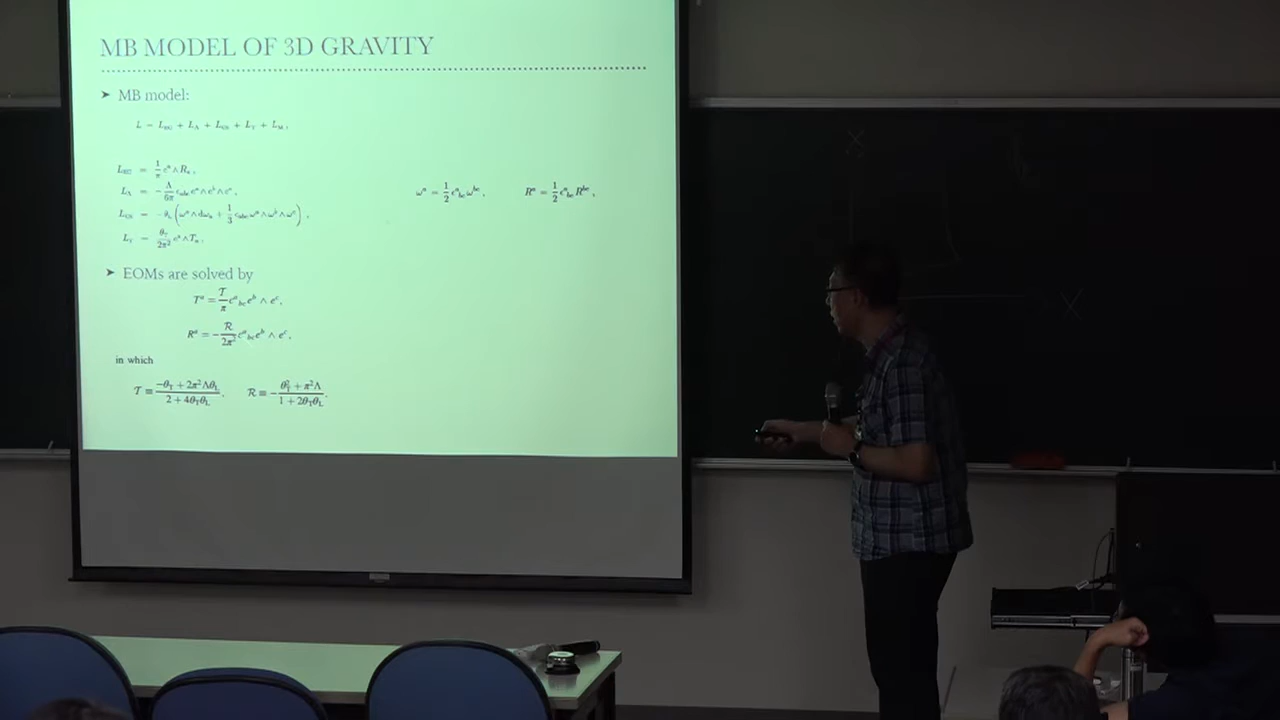 MB MODEL OF 3D GRAVITY
➤ MB model:
L = L_EC + L_Λ + L_CS + L_T + L_M ,
L_EC = 1/π e^a ∧ R_a ,
L_Λ = − Λ/6π ε_abc e^a ∧ e^b ∧ e^c ,
L_CS = −θ_L ( ω^a ∧ dω_a + 1/3 ε_abc ω^a ∧ ω^b ∧ ω^c ) ,
L_T = θ_T/2π² e^a ∧ T_a ,
ω^a = 1/2 ε^a_bc ω^bc , R^a = 1/2 ε^a_bc R^bc ,
➤ EOMs are solved by
T^a = 𝒯/π ε^a_bc e^b ∧ e^c ,
R^a = − ℛ/2π² ε^a_bc e^b ∧ e^c ,
in which
𝒯 ≡ (−θ_T + 2π²Λθ_L)/(2 + 4θ_Tθ_L) , ℛ ≡ − (θ_T² + π²Λ)/(1 + 2θ_Tθ_L) .
X
X